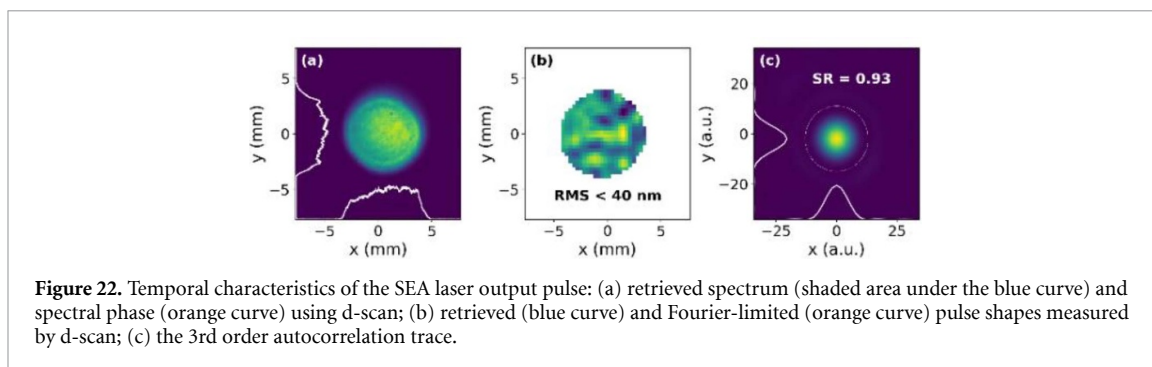 (a)
5
0
−5
y (mm)
−5
0
5
x (mm)
(b)
5
0
−5
y (mm)
RMS < 40 nm
−5
0
5
x (mm)
(c)
SR = 0.93
20
0
−20
y (a.u.)
−25
0
25
x (a.u.)
Figure 22. Temporal characteristics of the SEA laser output pulse: (a) retrieved spectrum (shaded area under the blue curve) and
spectral phase (orange curve) using d-scan; (b) retrieved (blue curve) and Fourier-limited (orange curve) pulse shapes measured
by d-scan; (c) the 3rd order autocorrelation trace.